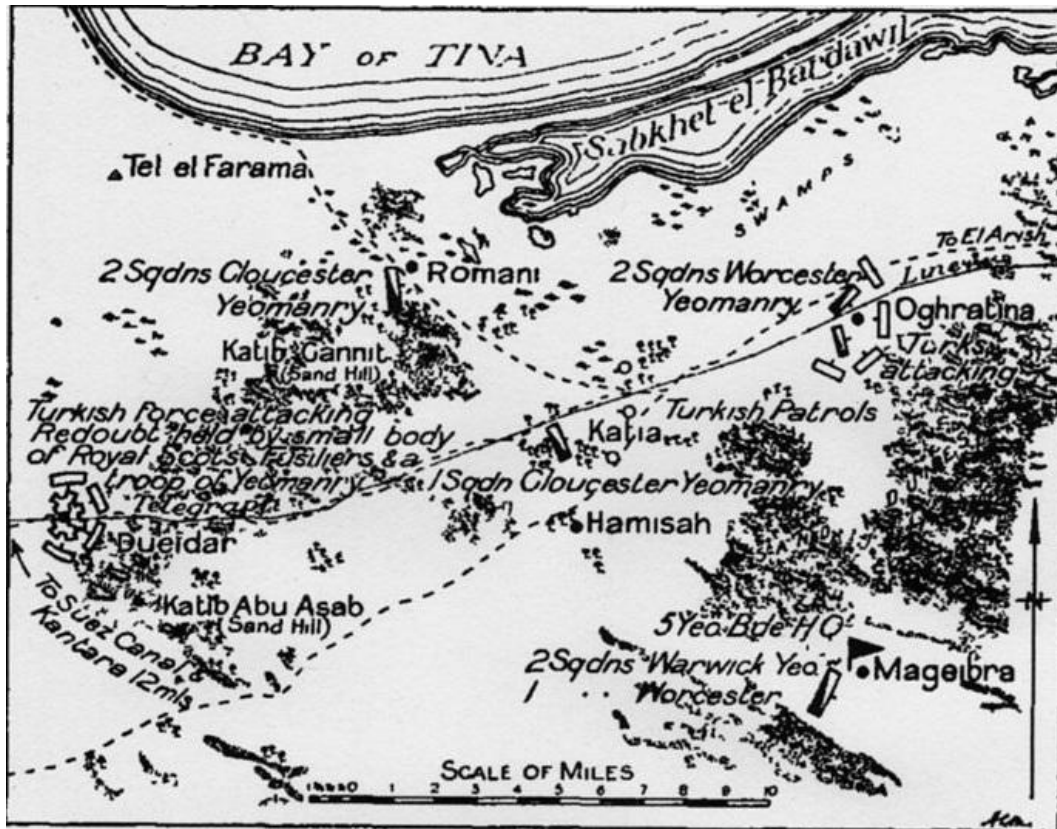 BAY OF TINA
Sabkhet-el-Bardawil
Tel el Farama
SWAMPS
To El Arish
Romani
2 Sqdns Gloucester
Yeomanry
2 Sqdns Worcester
Yeomanry
Oghratina
Turks
attacking
Katib Gannit
(Sand Hill)
Turkish Force attacking
Redoubt held by small body
of Royal Scots Fusiliers & a
troop of Yeomanry
Telegraph
Turkish Patrols
Katia
1 Sqdn Gloucester Yeomanry
Dueidar
Hamisah
Katib Abu Asab
(Sand Hill)
To Suez Canal &
Kantara 12mls
5 Yeo Bde HQ
2 Sqdns Warwick Yeo
1 " Worcester
Mageibra
N
SCALE OF MILES
0 1 2 3 4 5 6 7 8 9 10